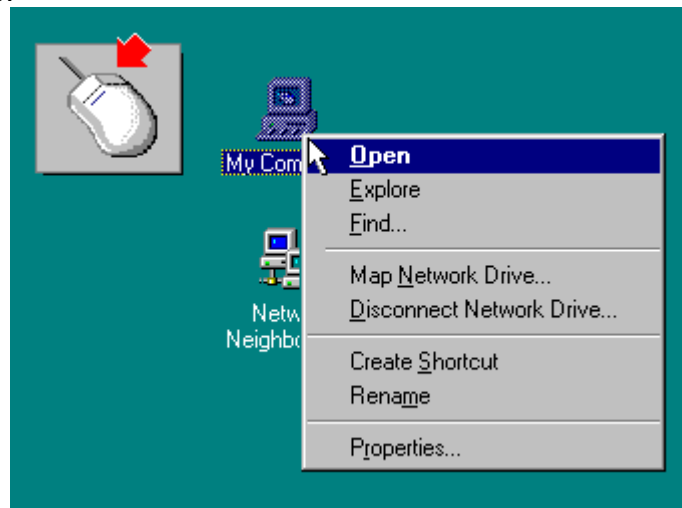 My Com
Open
Explore
Find...
Netw
Neighbo
Map Network Drive...
Disconnect Network Drive...
Create Shortcut
Rename
Properties...